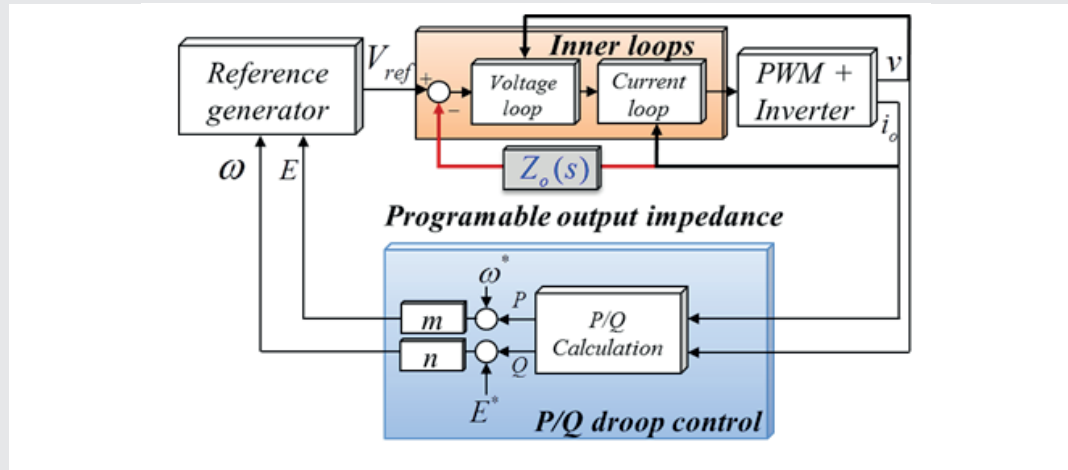 Reference
generator
V_ref
+
−
Inner loops
Voltage
loop
Current
loop
PWM +
Inverter
v
i_o
ω
E
Z_o(s)
Programable output impedance
ω*
P
m
n
Q
E*
P/Q
Calculation
P/Q droop control